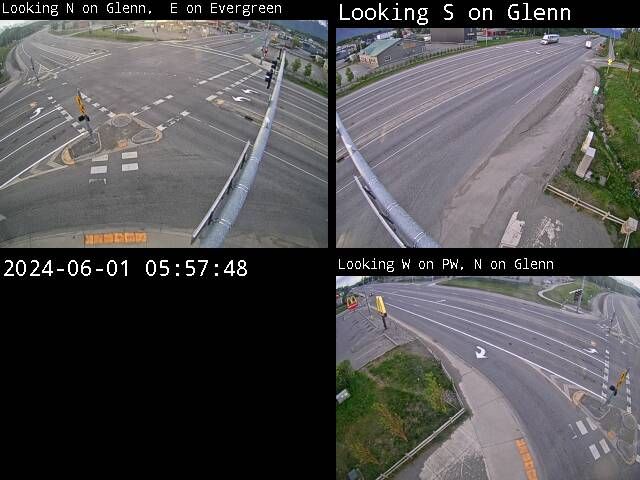 Looking N on Glenn,  E on Evergreen
Looking S on Glenn
2024-06-01 05:57:48
Looking W on PW, N on Glenn